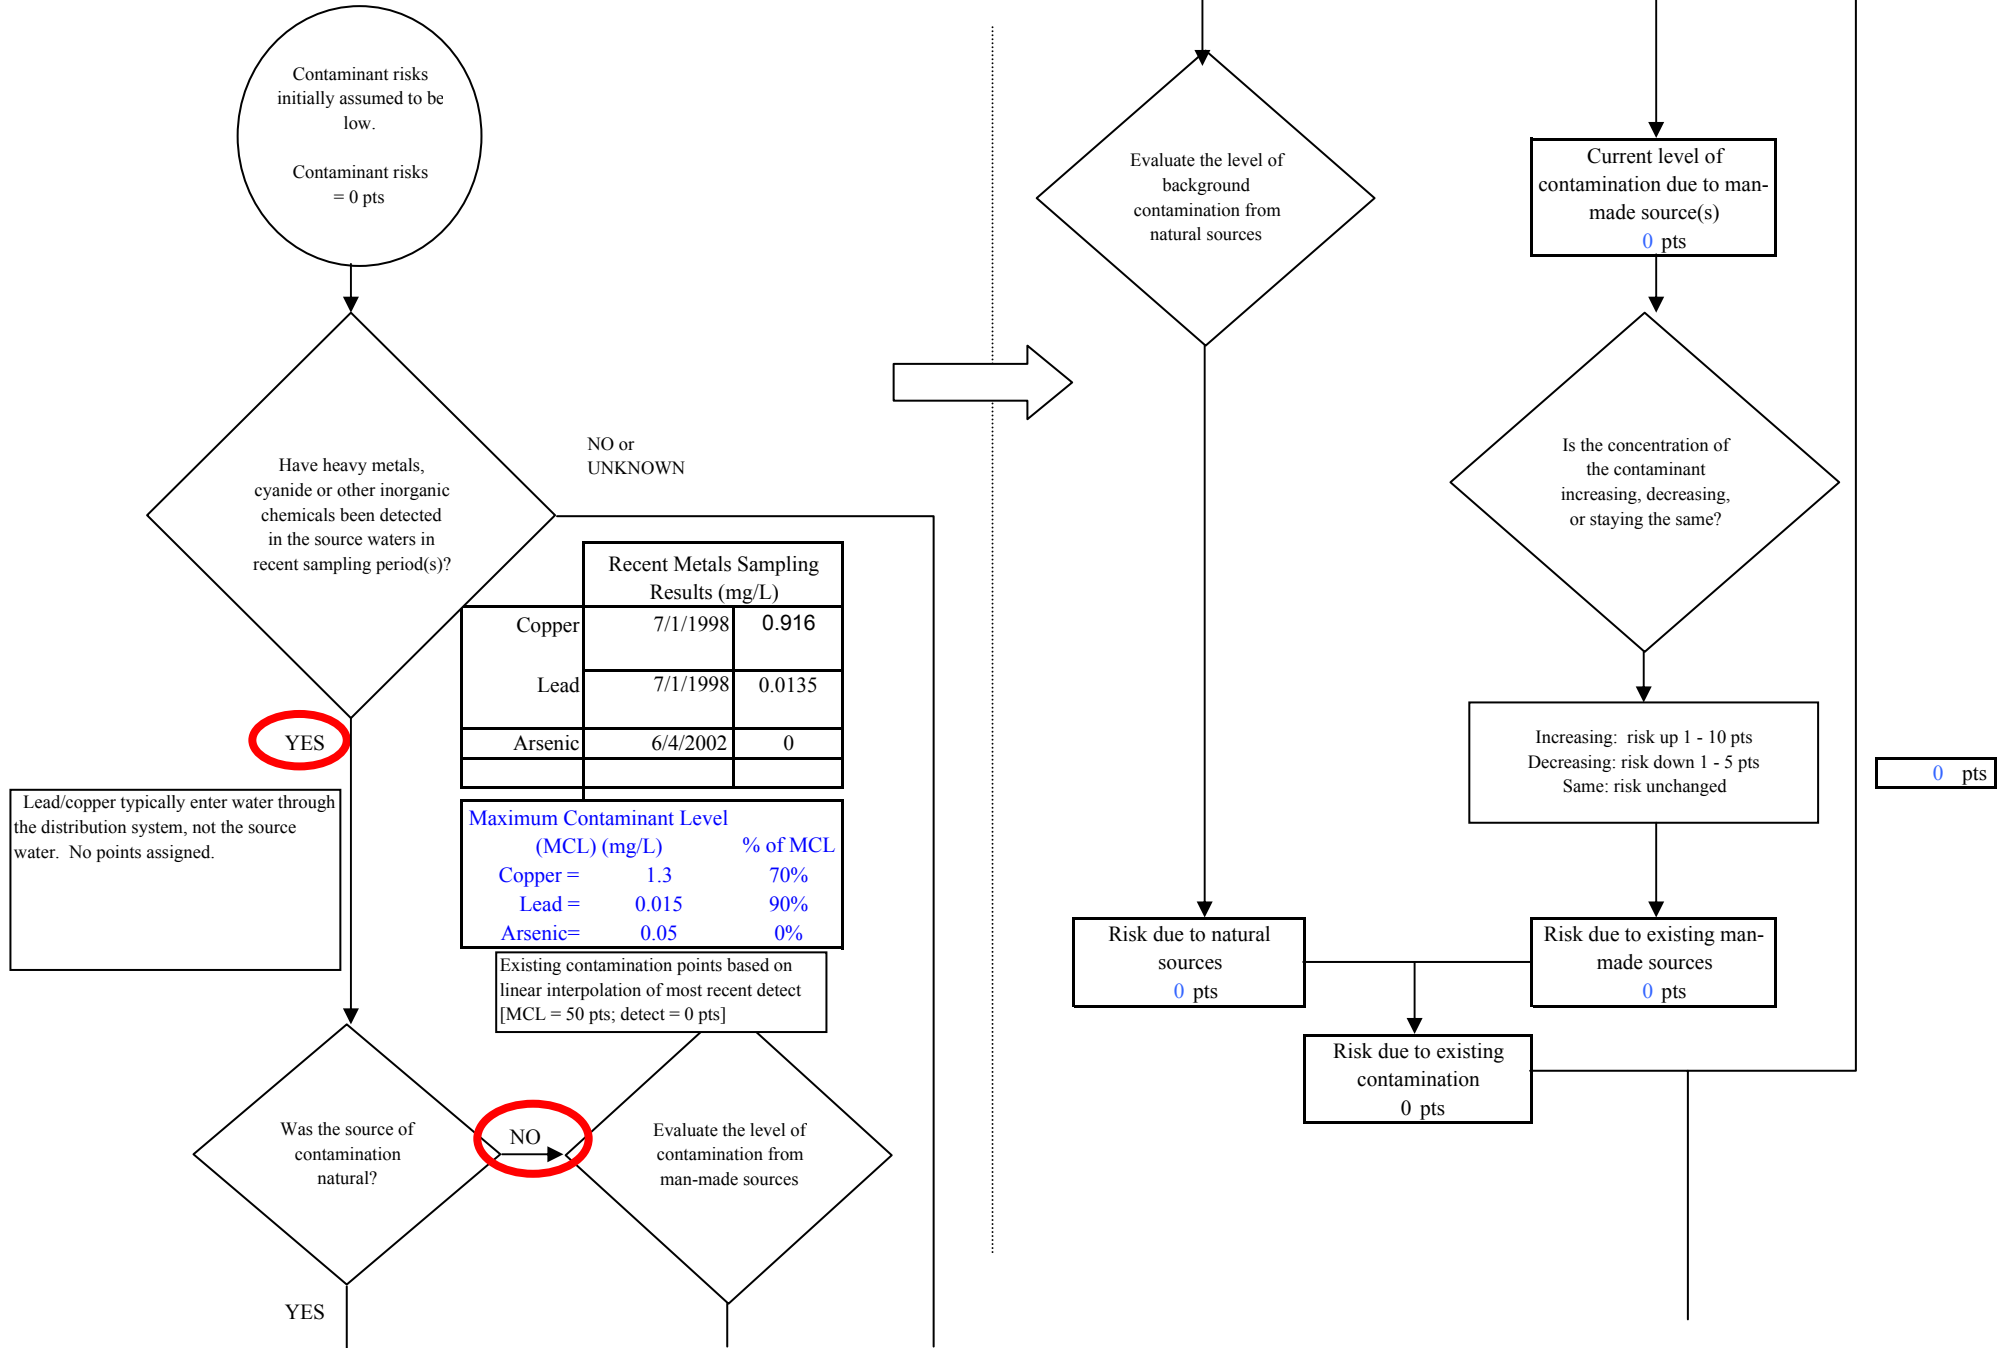 Contaminant risks
initially assumed to be
low.
Contaminant risks
= 0 pts
Have heavy metals,
cyanide or other inorganic
chemicals been detected
in the source waters in
recent sampling period(s)?
NO or
UNKNOWN
YES
Recent Metals Sampling
Results (mg/L)
Copper 7/1/1998 0.916
Lead 7/1/1998 0.0135
Arsenic 6/4/2002 0
Lead/copper typically enter water through
the distribution system, not the source
water. No points assigned.
Maximum Contaminant Level
(MCL) (mg/L) % of MCL
Copper = 1.3 70%
Lead = 0.015 90%
Arsenic= 0.05 0%
Existing contamination points based on
linear interpolation of most recent detect
[MCL = 50 pts; detect = 0 pts]
Was the source of
contamination
natural?
NO
Evaluate the level of
contamination from
man-made sources
YES
Evaluate the level of
background
contamination from
natural sources
Current level of
contamination due to man-
made source(s)
0 pts
Is the concentration of
the contaminant
increasing, decreasing,
or staying the same?
Increasing: risk up 1 - 10 pts
Decreasing: risk down 1 - 5 pts
Same: risk unchanged
0 pts
Risk due to natural
sources
0 pts
Risk due to existing man-
made sources
0 pts
Risk due to existing
contamination
0 pts